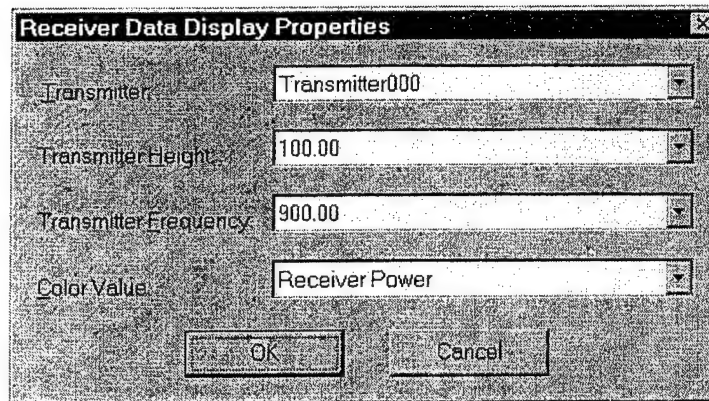 Receiver Data Display Properties
Transmitter: Transmitter000
Transmitter Height: 100.00
Transmitter Frequency: 900.00
Color Value: Receiver Power
OK Cancel